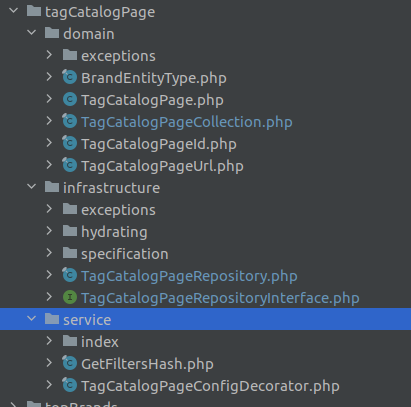 tagCatalogPage
domain
exceptions
BrandEntityType.php
TagCatalogPage.php
TagCatalogPageCollection.php
TagCatalogPageId.php
TagCatalogPageUrl.php
infrastructure
exceptions
hydrating
specification
TagCatalogPageRepository.php
TagCatalogPageRepositoryInterface.php
service
index
GetFiltersHash.php
TagCatalogPageConfigDecorator.php